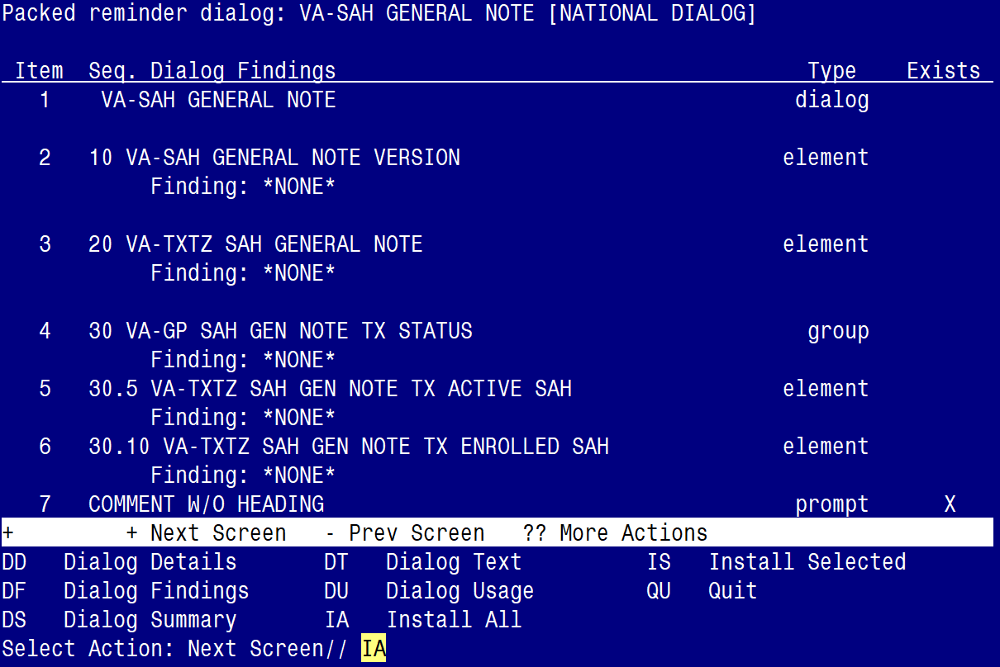 Packed reminder dialog: VA-SAH GENERAL NOTE [NATIONAL DIALOG]
Item Seq. Dialog Findings Type Exists
1 VA-SAH GENERAL NOTE dialog
2 10 VA-SAH GENERAL NOTE VERSION element
Finding: *NONE*
3 20 VA-TXTZ SAH GENERAL NOTE element
Finding: *NONE*
4 30 VA-GP SAH GEN NOTE TX STATUS group
Finding: *NONE*
5 30.5 VA-TXTZ SAH GEN NOTE TX ACTIVE SAH element
Finding: *NONE*
6 30.10 VA-TXTZ SAH GEN NOTE TX ENROLLED SAH element
Finding: *NONE*
7 COMMENT W/O HEADING prompt X
+ + Next Screen - Prev Screen ?? More Actions
DD Dialog Details DT Dialog Text IS Install Selected
DF Dialog Findings DU Dialog Usage QU Quit
DS Dialog Summary IA Install All
Select Action: Next Screen// IA